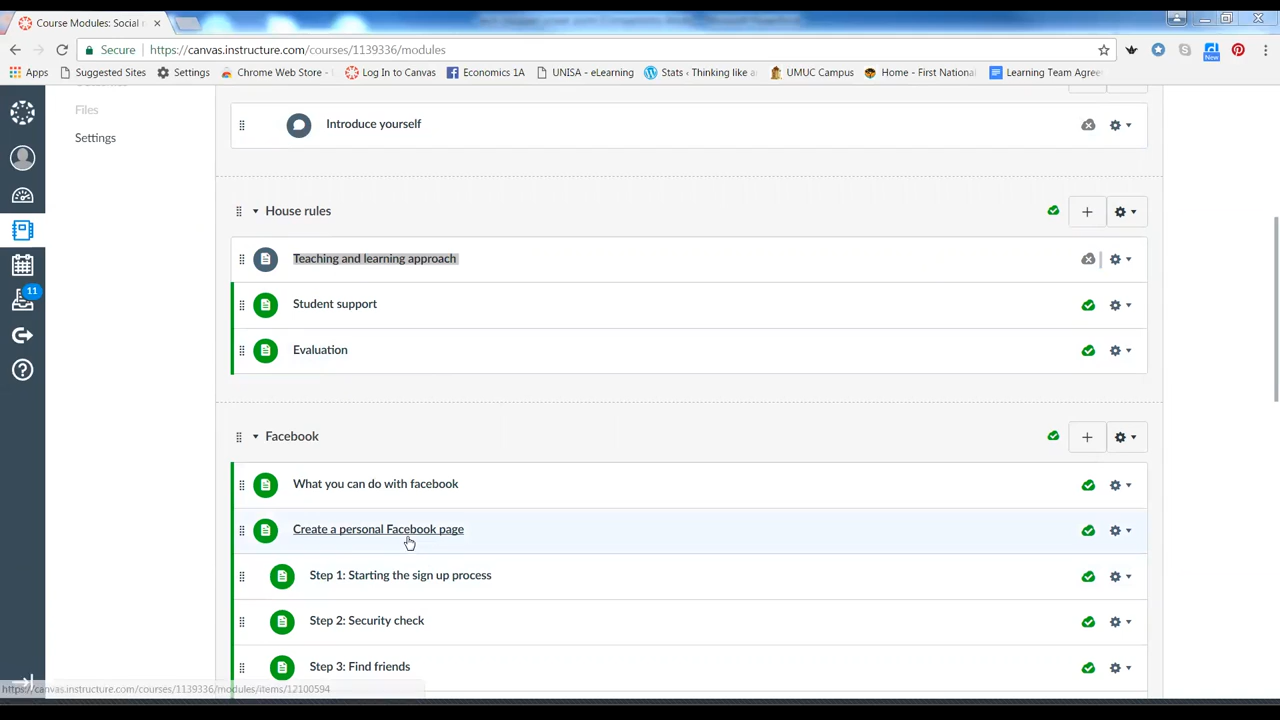 Course Modules: Social
Secure
https://canvas.instructure.com/courses/1139336/modules
Apps
Suggested Sites
Settings
Chrome Web Store -
Log In to Canvas
Economics 1A
UNISA - eLearning
Stats ‹ Thinking like a
UMUC Campus
Home - First National
Learning Team Agree
New
Files
Settings
11
Introduce yourself
House rules
Teaching and learning approach
Student support
Evaluation
Facebook
What you can do with facebook
Create a personal Facebook page
Step 1: Starting the sign up process
Step 2: Security check
Step 3: Find friends
https://canvas.instructure.com/courses/1139336/modules/items/12100594